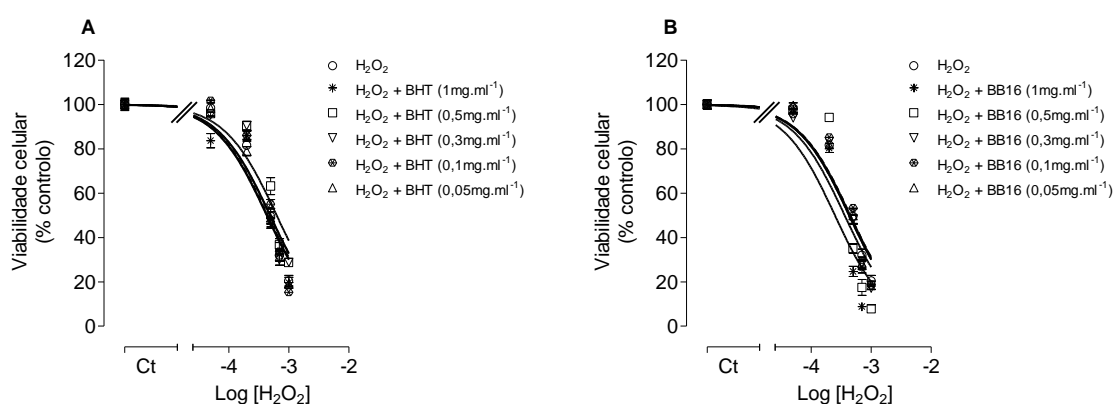 A
Viabilidade celular
(% controlo)
120
100
80
60
40
20
0
Ct
-4
-3
-2
Log [H₂O₂]
H₂O₂
H₂O₂ + BHT (1mg.ml⁻¹)
H₂O₂ + BHT (0,5mg.ml⁻¹)
H₂O₂ + BHT (0,3mg.ml⁻¹)
H₂O₂ + BHT (0,1mg.ml⁻¹)
H₂O₂ + BHT (0,05mg.ml⁻¹)
B
Viabilidade celular
(% controlo)
120
100
80
60
40
20
0
Ct
-4
-3
-2
Log [H₂O₂]
H₂O₂
H₂O₂ + BB16 (1mg.ml⁻¹)
H₂O₂ + BB16 (0,5mg.ml⁻¹)
H₂O₂ + BB16 (0,3mg.ml⁻¹)
H₂O₂ + BB16 (0,1mg.ml⁻¹)
H₂O₂ + BB16 (0,05mg.ml⁻¹)